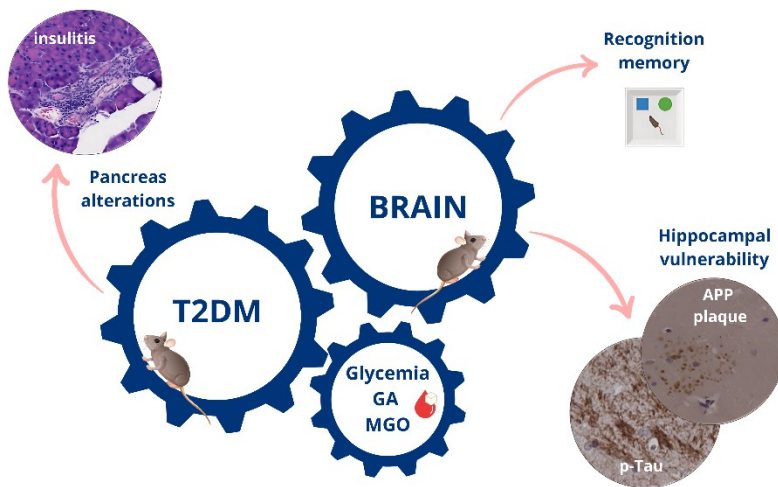 insulitis
Pancreas
alterations
T2DM
BRAIN
Glycemia
GA
MGO
Recognition
memory
Hippocampal
vulnerability
APP
plaque
p-Tau